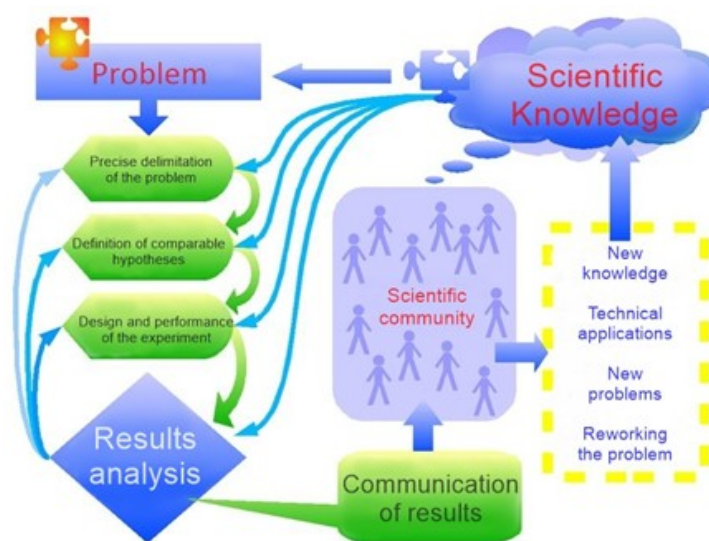 Problem
Scientific
Knowledge
Precise delimitation
of the problem
Definition of comparable
hypotheses
Design and performance
of the experiment
Results
analysis
Communication
of results
Scientific
community
New
knowledge
Technical
applications
New
problems
Reworking
the problem